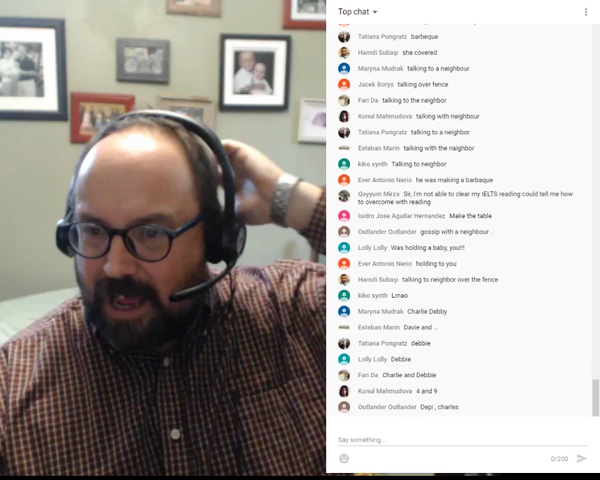 Top chat
Tatiana Pongratz barbeque
Hamdi Subaşı she covered
Maryna Mudrak talking to a neighbour
Jacek Borys talking over fence
Fari Da talking to the neighbor
Konul Mahmudova talking with neighbour
Tatiana Pongratz talking to a neighbor
Esteban Marin talking with the naighbor
kiko synth Talking to neighbor
Ever Antonio Nerio he was making a barbaque
Qayyum Mirza Sir, i'm not able to clear my IELTS reading could tell me how
to overcome with reading
Isidro Jose Aguilar Hernandez Make the table
Outlander Outlander gossip with a neighbour .
Lolly Lolly Was holding a baby, you!!!
Ever Antonio Nerio holding to you
Hamdi Subaşı talking to neighbor over the fence
kiko synth Lmao
Maryna Mudrak Charlie Debby
Esteban Marin Davie and ...
Tatiana Pongratz debbie
Lolly Lolly Debbie
Fari Da Charlie and Debbie
Konul Mahmudova 4 and 9
Outlander Outlander Depi , charles
Say something...
0/200